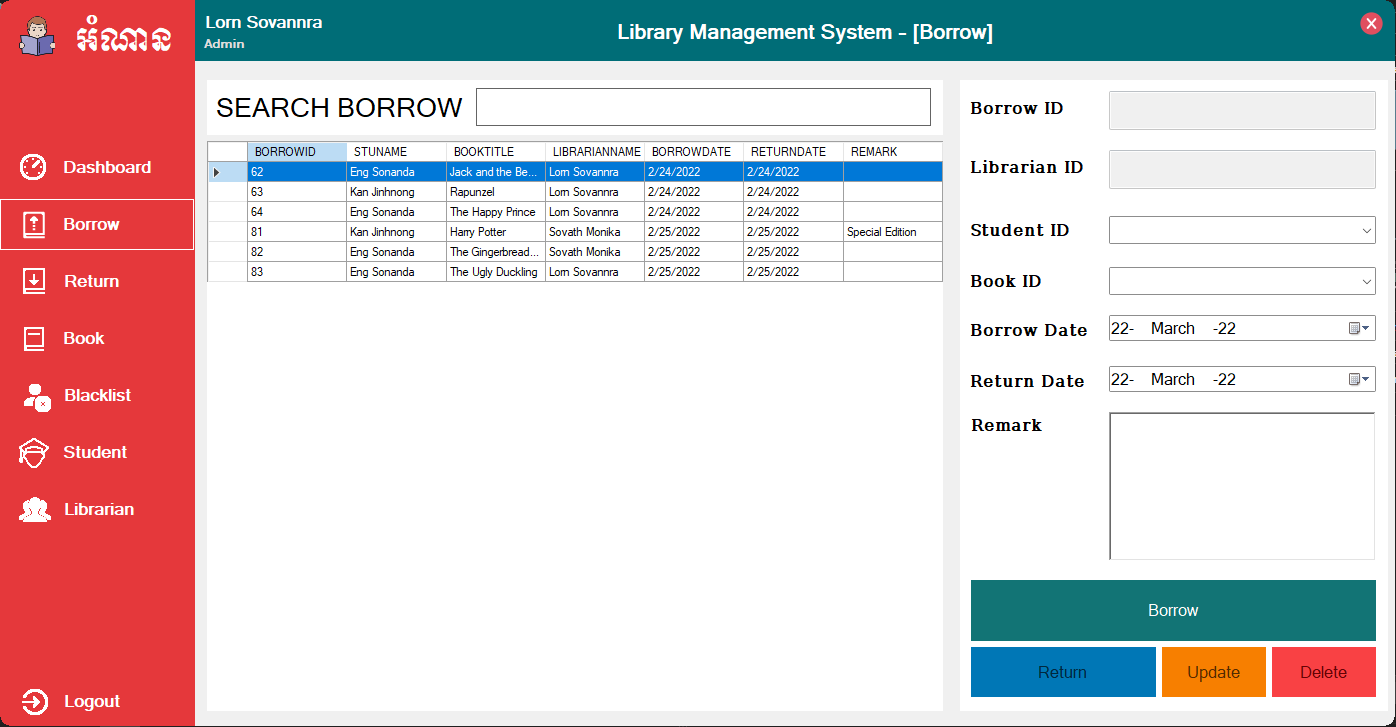 អំណាន
Lorn Sovannra
Admin
Library Management System - [Borrow]
Dashboard
Borrow
Return
Book
Blacklist
Student
Librarian
Logout
SEARCH BORROW
BORROWID STUNAME BOOKTITLE LIBRARIANNAME BORROWDATE RETURNDATE REMARK
62 Eng Sonanda Jack and the Be... Lorn Sovannra 2/24/2022 2/24/2022
63 Kan Jinhnong Rapunzel Lorn Sovannra 2/24/2022 2/24/2022
64 Eng Sonanda The Happy Prince Lorn Sovannra 2/24/2022 2/24/2022
81 Kan Jinhnong Harry Potter Sovath Monika 2/25/2022 2/25/2022 Special Edition
82 Eng Sonanda The Gingerbread... Sovath Monika 2/25/2022 2/25/2022
83 Eng Sonanda The Ugly Duckling Lorn Sovannra 2/25/2022 2/25/2022
Borrow ID
Librarian ID
Student ID
Book ID
Borrow Date 22- March -22
Return Date 22- March -22
Remark
Borrow
Return Update Delete